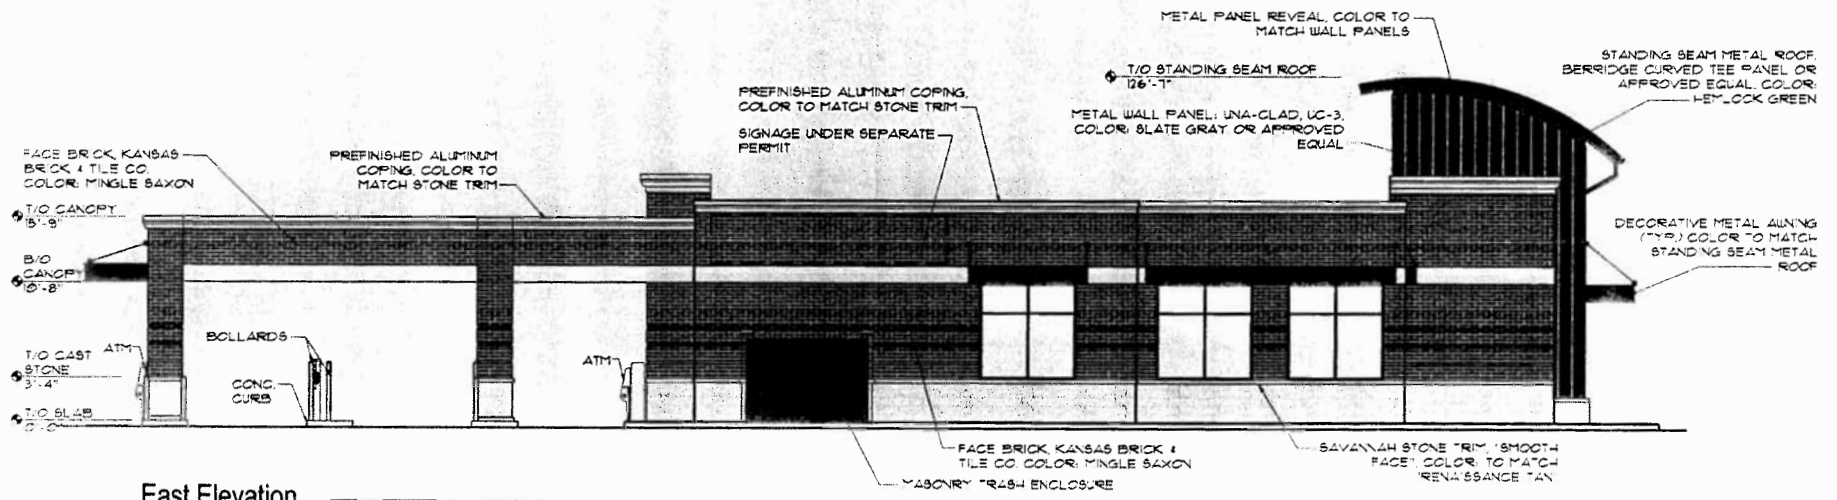 METAL PANEL REVEAL, COLOR TO
MATCH WALL PANELS
STANDING SEAM METAL ROOF.
BERRIDGE CURVED TEE PANEL OR
APPROVED EQUAL. COLOR:
HEMLOCK GREEN
T/O STANDING SEAM ROOF
126'-7"
PREFINISHED ALUMINUM COPING,
COLOR TO MATCH STONE TRIM
METAL WALL PANEL: UNA-CLAD, UC-3,
COLOR: SLATE GRAY OR APPROVED
EQUAL
SIGNAGE UNDER SEPARATE
PERMIT
FACE BRICK, KANSAS
BRICK & TILE CO.
COLOR: MINGLE SAXON
PREFINISHED ALUMINUM
COPING, COLOR TO
MATCH STONE TRIM
T/O CANOPY
15'-9"
DECORATIVE METAL AWNING
(TYP.) COLOR TO MATCH
STANDING SEAM METAL
ROOF
B/O
CANOPY
10'-8"
BOLLARDS
ATM
ATM
T/O CAST
STONE
3'-4"
CONC.
CURB
T/O SLAB
0'-0"
FACE BRICK, KANSAS BRICK &
TILE CO. COLOR: MINGLE SAXON
SAVANNAH STONE TRIM, "SMOOTH
FACE", COLOR: TO MATCH
"RENAISSANCE TAN"
MASONRY TRASH ENCLOSURE
East Elevation